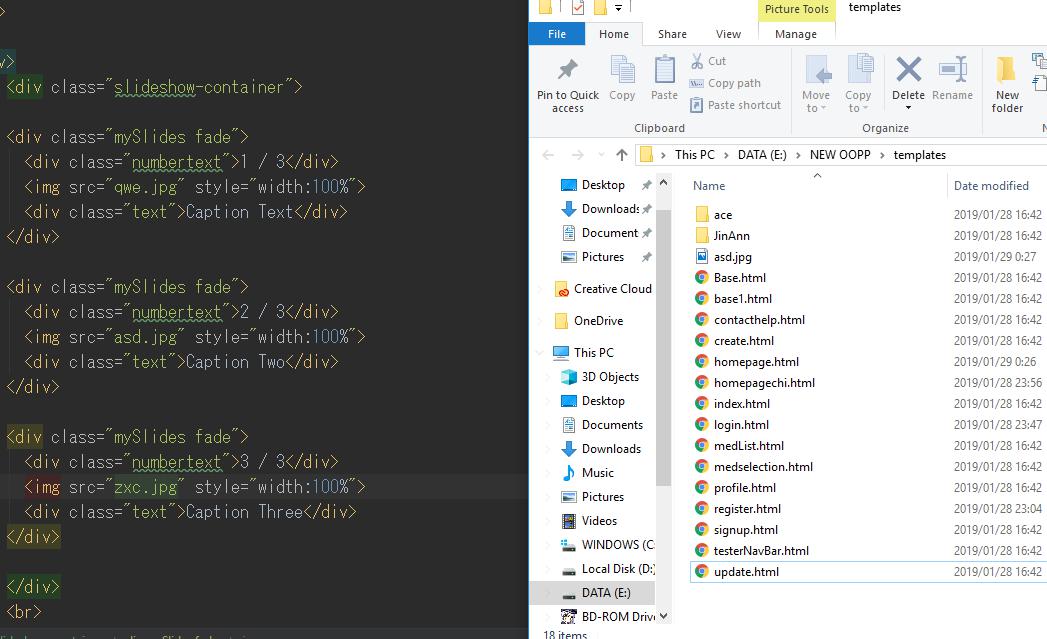 >
v>
<div class="slideshow-container">
<div class="mySlides fade">
<div class="numbertext">1 / 3</div>
<img src="qwe.jpg" style="width:100%">
<div class="text">Caption Text</div>
</div>
<div class="mySlides fade">
<div class="numbertext">2 / 3</div>
<img src="asd.jpg" style="width:100%">
<div class="text">Caption Two</div>
</div>
<div class="mySlides fade">
<div class="numbertext">3 / 3</div>
<img src="zxc.jpg" style="width:100%">
<div class="text">Caption Three</div>
</div>
</div>
<br>
Picture Tools templates
File Home Share View Manage
Pin to Quick access
Copy
Paste
Cut
Copy path
Paste shortcut
Clipboard
Move to
Copy to
Delete
Rename
Organize
New folder
N
This PC > DATA (E:) > NEW OOPP > templates
Desktop
Downloads
Document
Pictures
Creative Cloud
OneDrive
This PC
3D Objects
Desktop
Documents
Downloads
Music
Pictures
Videos
WINDOWS (C:
Local Disk (D:)
DATA (E:)
BD-ROM Drive
18 items
Name Date modified
ace 2019/01/28 16:42
JinAnn 2019/01/28 16:42
asd.jpg 2019/01/29 0:27
Base.html 2019/01/28 16:42
base1.html 2019/01/28 16:42
contacthelp.html 2019/01/28 16:42
create.html 2019/01/28 16:42
homepage.html 2019/01/29 0:26
homepagechi.html 2019/01/28 23:56
index.html 2019/01/28 16:42
login.html 2019/01/28 23:47
medList.html 2019/01/28 16:42
medselection.html 2019/01/28 16:42
profile.html 2019/01/28 16:42
register.html 2019/01/28 23:04
signup.html 2019/01/28 16:42
testerNavBar.html 2019/01/28 16:42
update.html 2019/01/28 16:42